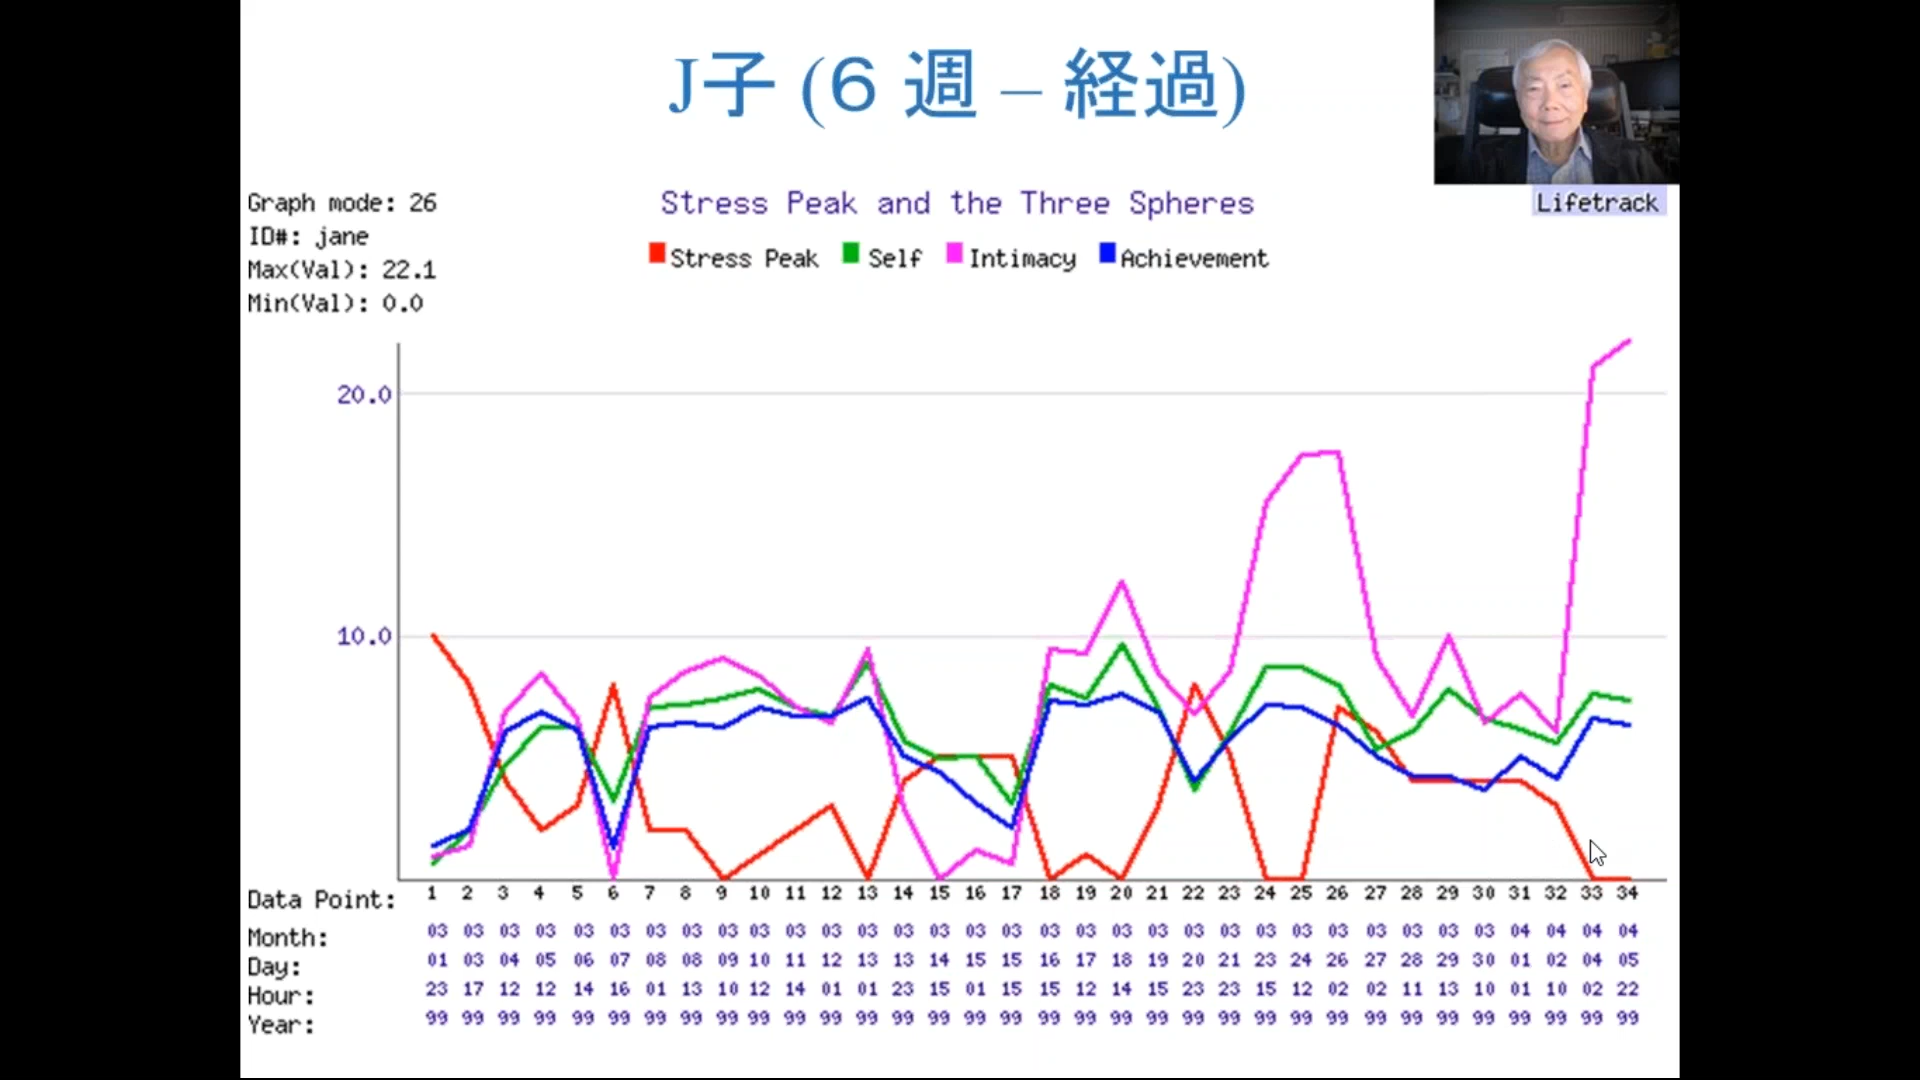 J子 (６ 週 – 経過)
Graph mode: 26
Stress Peak and the Three Spheres
Lifetrack
ID#: jane
Stress Peak Self Intimacy Achievement
Max(Val): 22.1
Min(Val): 0.0
20.0
10.0
Data Point: 1 2 3 4 5 6 7 8 9 10 11 12 13 14 15 16 17 18 19 20 21 22 23 24 25 26 27 28 29 30 31 32 33 34
Month: 03 03 03 03 03 03 03 03 03 03 03 03 03 03 03 03 03 03 03 03 03 03 03 03 03 03 03 03 03 03 04 04 04 04
Day: 01 03 04 05 06 07 08 08 09 10 11 12 13 13 14 15 15 16 17 18 19 20 21 23 24 26 27 28 29 30 01 02 04 05
Hour: 23 17 12 12 14 16 01 13 10 12 14 01 01 23 15 01 15 15 12 14 15 23 23 15 12 02 02 11 13 10 01 10 02 22
Year: 99 99 99 99 99 99 99 99 99 99 99 99 99 99 99 99 99 99 99 99 99 99 99 99 99 99 99 99 99 99 99 99 99 99